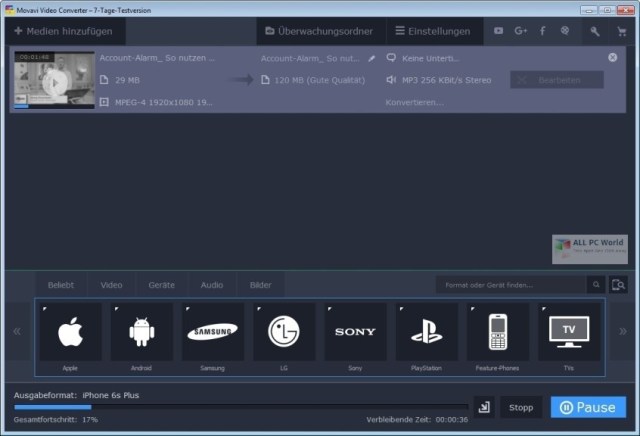 Movavi Video Converter – 7-Tage-Testversion
+ Medien hinzufügen
Überwachungsordner
Einstellungen
G+
00:01:48
Account-Alarm_ So nutzen ...
Account-Alarm_ So nut...
Keine Unterti...
29 MB
120 MB (Gute Qualität)
MP3 256 KBit/s Stereo
Bearbeiten
MPEG-4 1920x1080 19...
Konvertieren...
ALL PC World
Beliebt
Video
Geräte
Audio
Bilder
Format oder Gerät finden...
SAMSUNG
LG
SONY
TV
Apple
Android
Samsung
LG
Sony
PlayStation
Feature-Phones
TVs
Ausgabeformat: iPhone 6s Plus
Gesamtfortschritt: 17%
Verbleibende Zeit: 00:00:36
Stopp
Pause